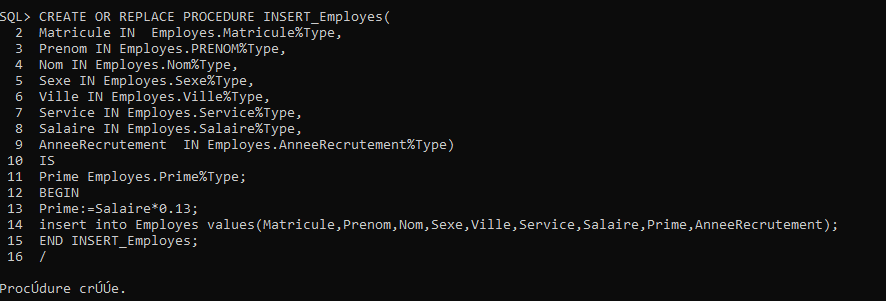 SQL> CREATE OR REPLACE PROCEDURE INSERT_Employes(
  2  Matricule IN  Employes.Matricule%Type,
  3  Prenom IN Employes.PRENOM%Type,
  4  Nom IN Employes.Nom%Type,
  5  Sexe IN Employes.Sexe%Type,
  6  Ville IN Employes.Ville%Type,
  7  Service IN Employes.Service%Type,
  8  Salaire IN Employes.Salaire%Type,
  9  AnneeRecrutement  IN Employes.AnneeRecrutement%Type)
 10  IS
 11  Prime Employes.Prime%Type;
 12  BEGIN
 13  Prime:=Salaire*0.13;
 14  insert into Employes values(Matricule,Prenom,Nom,Sexe,Ville,Service,Salaire,Prime,AnneeRecrutement);
 15  END INSERT_Employes;
 16  /
ProcÚdure crÚÚe.